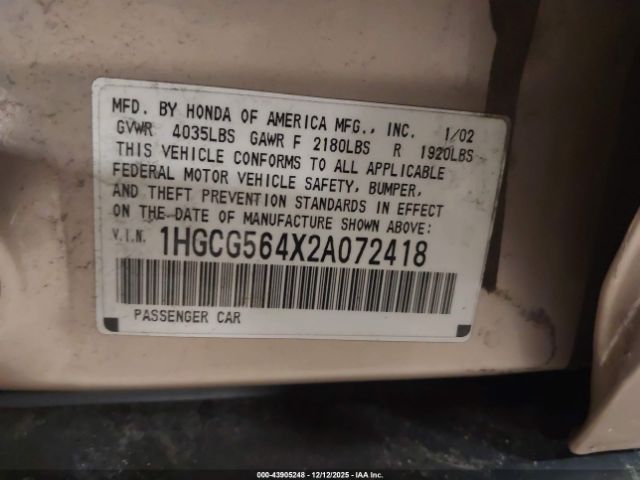 MFD. BY HONDA OF AMERICA MFG., INC. 1/02
GVWR 4035LBS GAWR F 2180LBS R 1920LBS
THIS VEHICLE CONFORMS TO ALL APPLICABLE
FEDERAL MOTOR VEHICLE SAFETY, BUMPER,
AND THEFT PREVENTION STANDARDS IN EFFECT
ON THE DATE OF MANUFACTURE SHOWN ABOVE:
V.I.N. 1HGCG564X2A072418
PASSENGER CAR
000-43905248 - 12/12/2025 - IAA Inc.